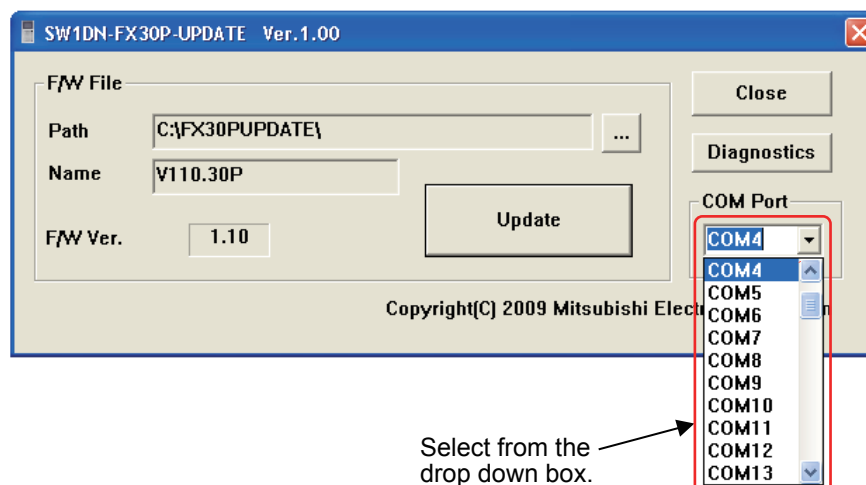 SW1DN-FX30P-UPDATE Ver.1.00
F/W File
Path C:\FX30PUPDATE\ ...
Name V110.30P
F/W Ver. 1.10
Update
Close
Diagnostics
COM Port
COM4
COM4
COM5
COM6
COM7
COM8
COM9
COM10
COM11
COM12
COM13
Copyright(C) 2009 Mitsubishi
Select from the
drop down box.